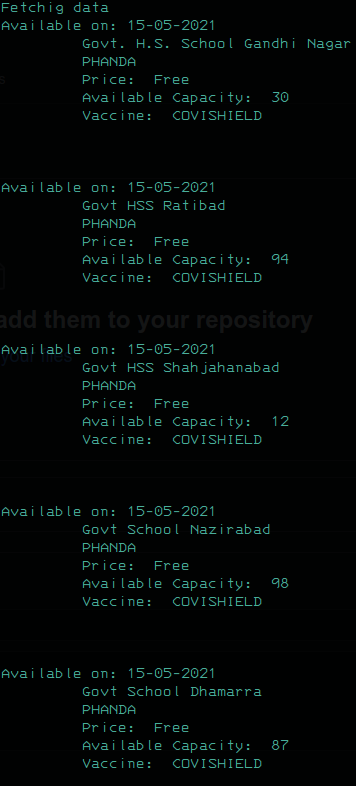 Fetchig data
Available on: 15-05-2021
Govt. H.S. School Gandhi Nagar
PHANDA
Price: Free
Available Capacity: 30
Vaccine: COVISHIELD
Available on: 15-05-2021
Govt HSS Ratibad
PHANDA
Price: Free
Available Capacity: 94
Vaccine: COVISHIELD
add them to your repository
Available on: 15-05-2021
Govt HSS Shahjahanabad
PHANDA
Price: Free
Available Capacity: 12
Vaccine: COVISHIELD
Available on: 15-05-2021
Govt School Nazirabad
PHANDA
Price: Free
Available Capacity: 98
Vaccine: COVISHIELD
Available on: 15-05-2021
Govt School Dhamarra
PHANDA
Price: Free
Available Capacity: 87
Vaccine: COVISHIELD